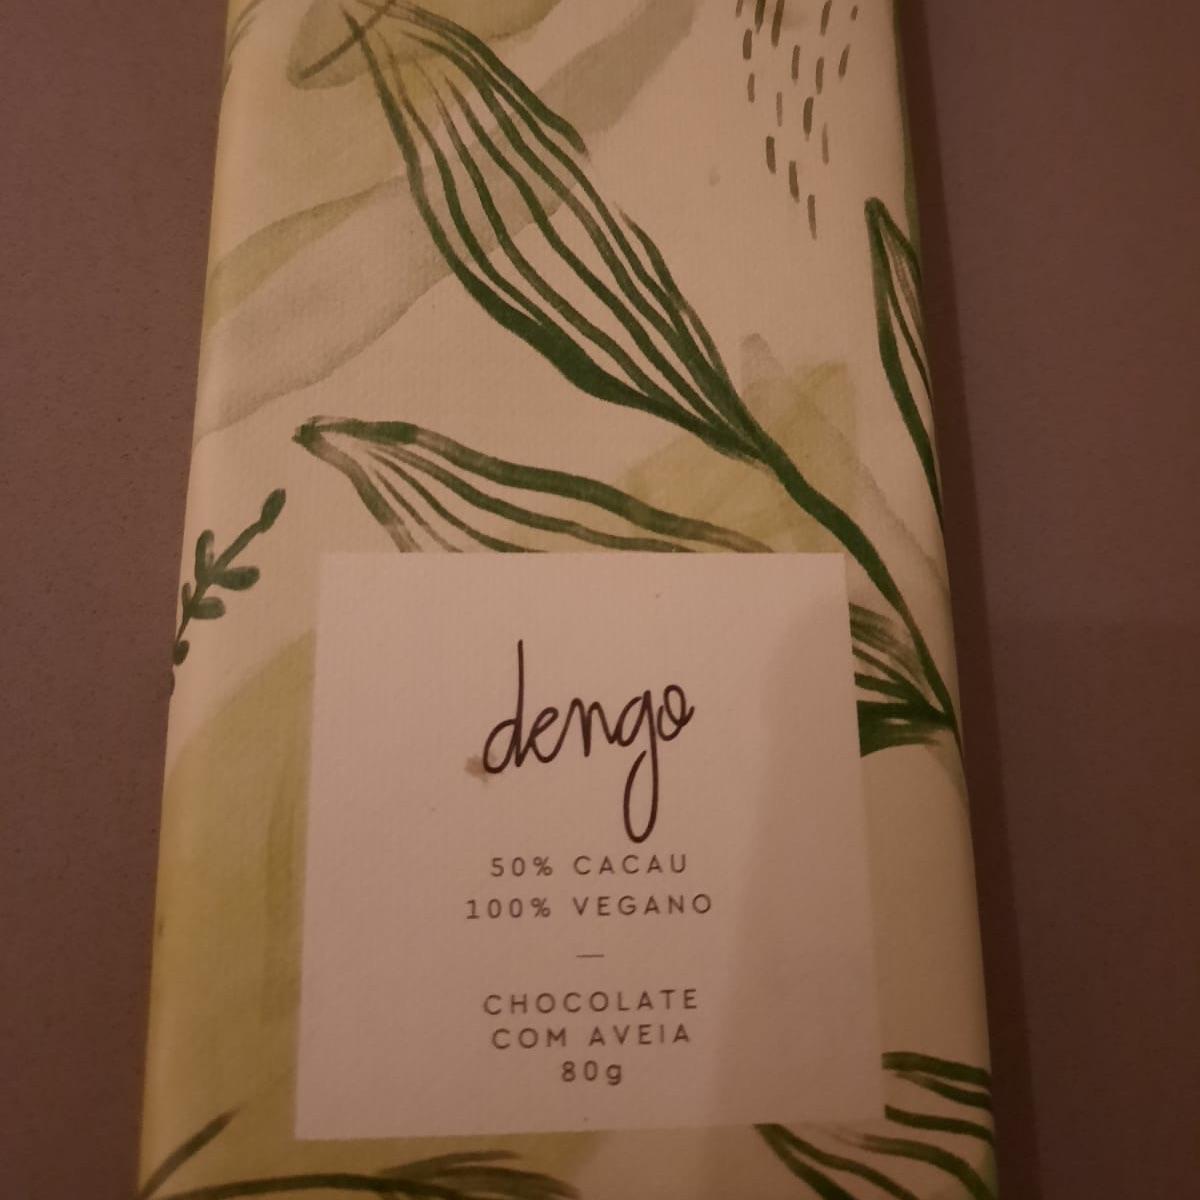 dengo
50% CACAU
100% VEGANO
—
CHOCOLATE
COM AVEIA
80g